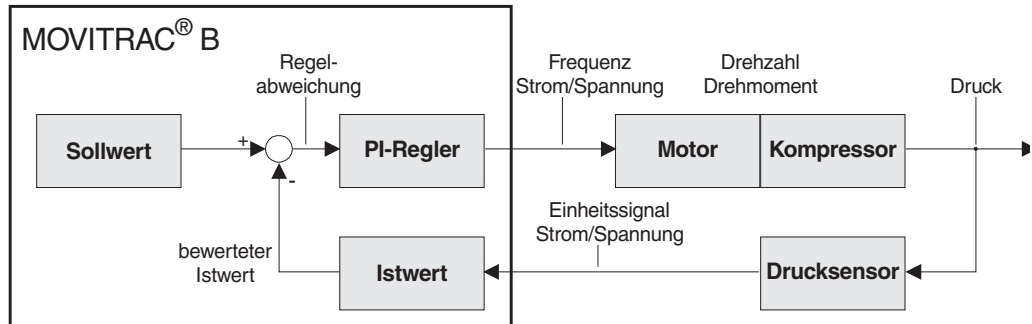 MOVITRAC® B
Regel-
abweichung
Frequenz
Strom/Spannung
Drehzahl
Drehmoment
Druck
Sollwert
+
-
PI-Regler
Motor
Kompressor
bewerteter
Istwert
Istwert
Einheitssignal
Strom/Spannung
Drucksensor